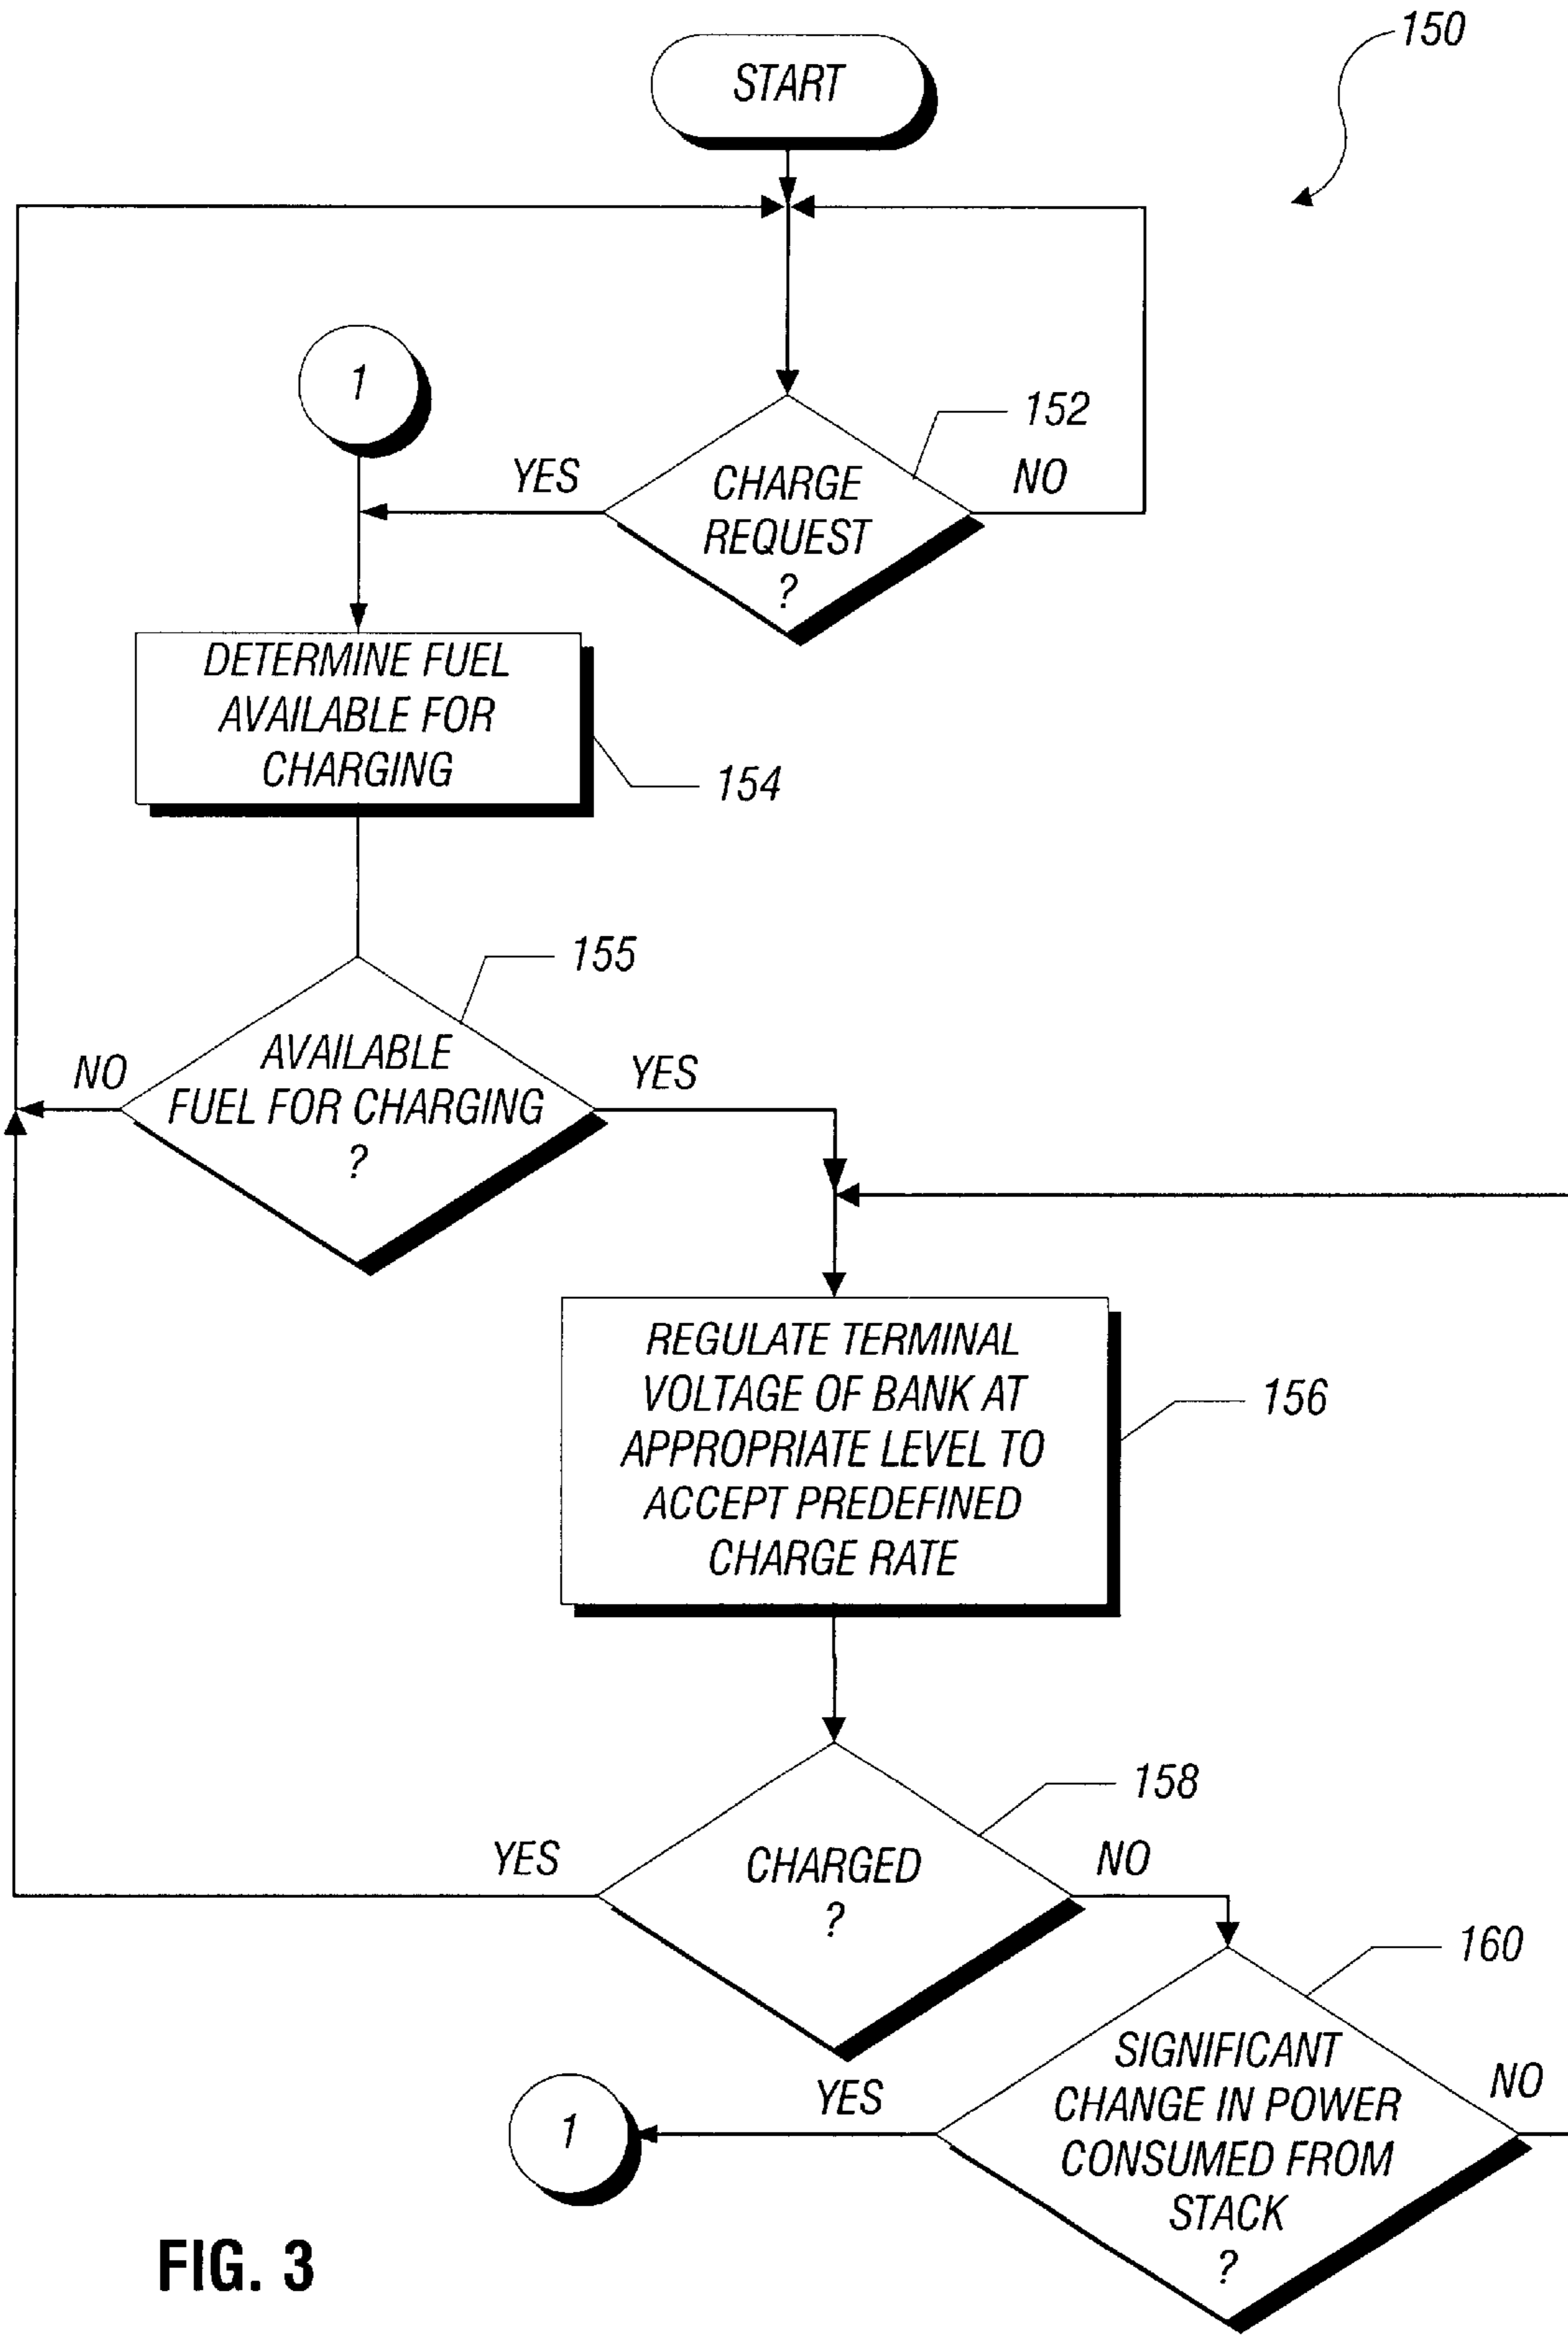 150
START
1
152
YES
NO
CHARGE
REQUEST
?
DETERMINE FUEL
AVAILABLE FOR
CHARGING
154
155
NO
AVAILABLE
FUEL FOR CHARGING
?
YES
REGULATE TERMINAL
VOLTAGE OF BANK AT
APPROPRIATE LEVEL TO
ACCEPT PREDEFINED
CHARGE RATE
156
158
YES
CHARGED
?
NO
160
SIGNIFICANT
CHANGE IN POWER
CONSUMED FROM
STACK
?
YES
NO
1
FIG. 3